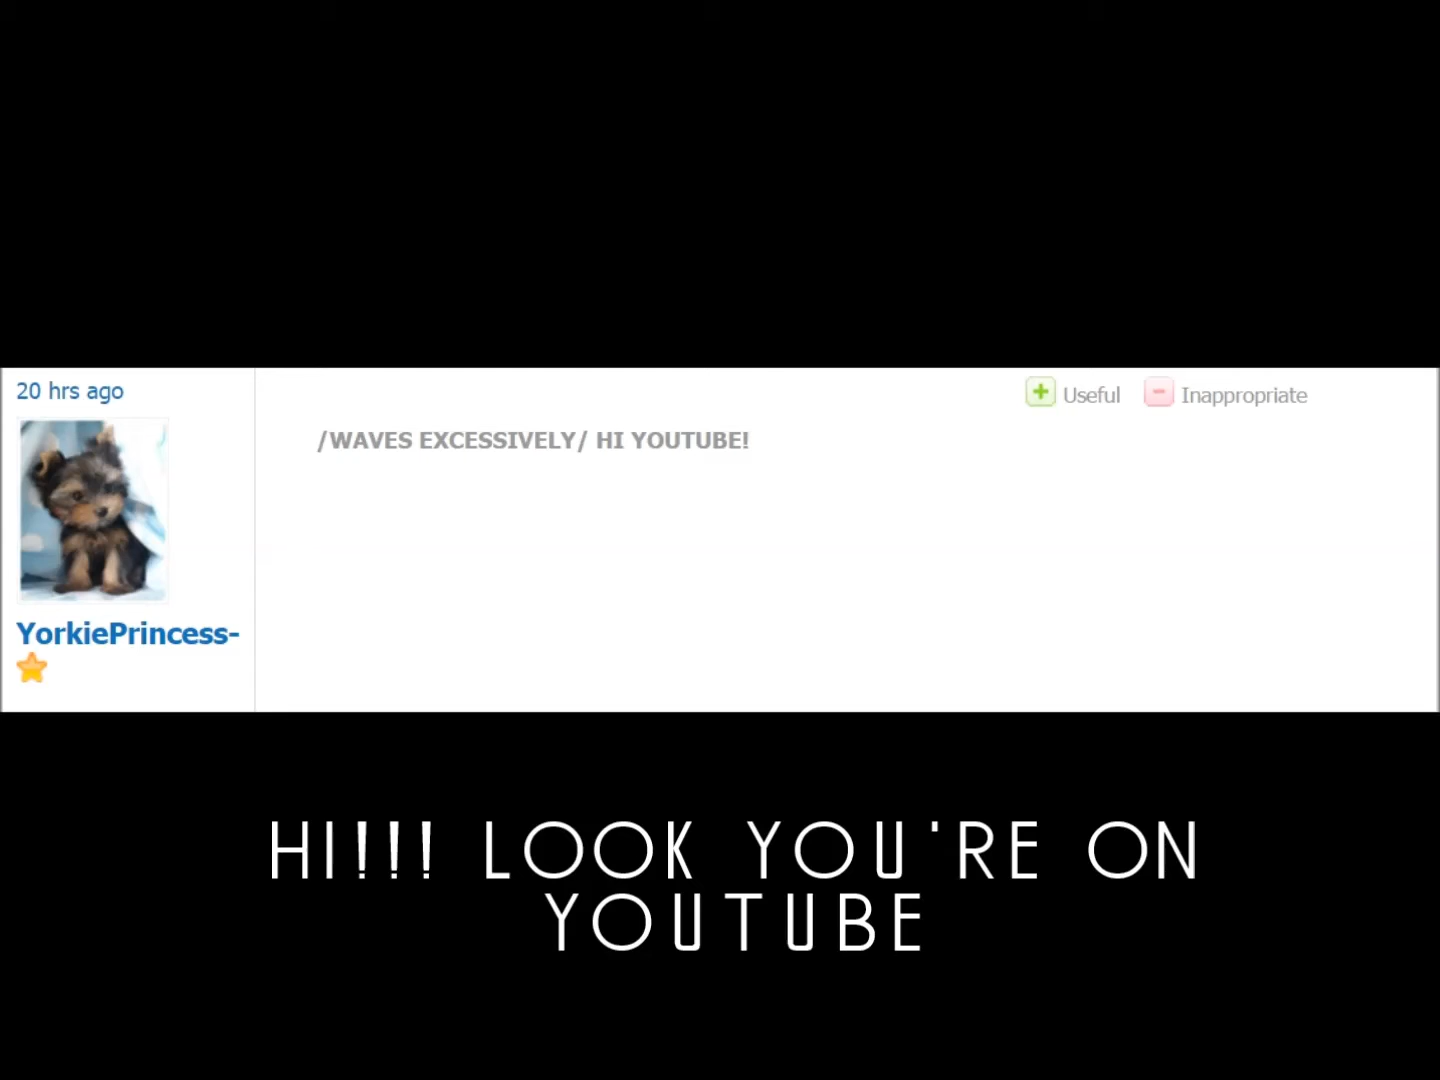 20 hrs ago
Useful
Inappropriate
/WAVES EXCESSIVELY/ HI YOUTUBE!
YorkiePrincess-
HI!!! LOOK YOU'RE ON
YOUTUBE